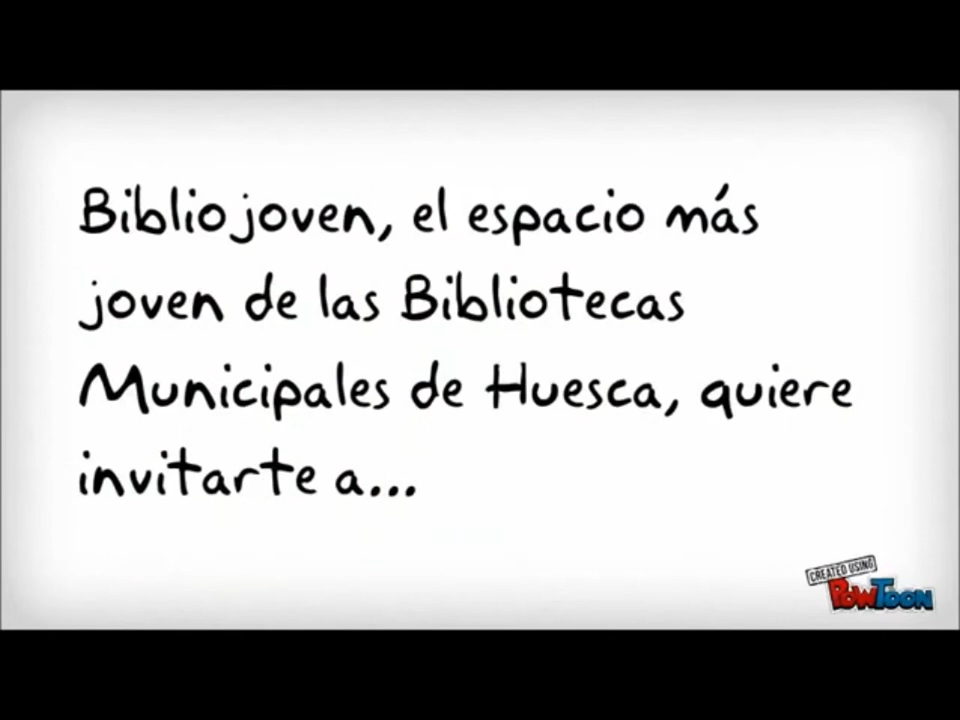 Bibliojoven, el espacio más
joven de las Bibliotecas
Municipales de Huesca, quiere
invitarte a...
CREATED USING
POWTOON